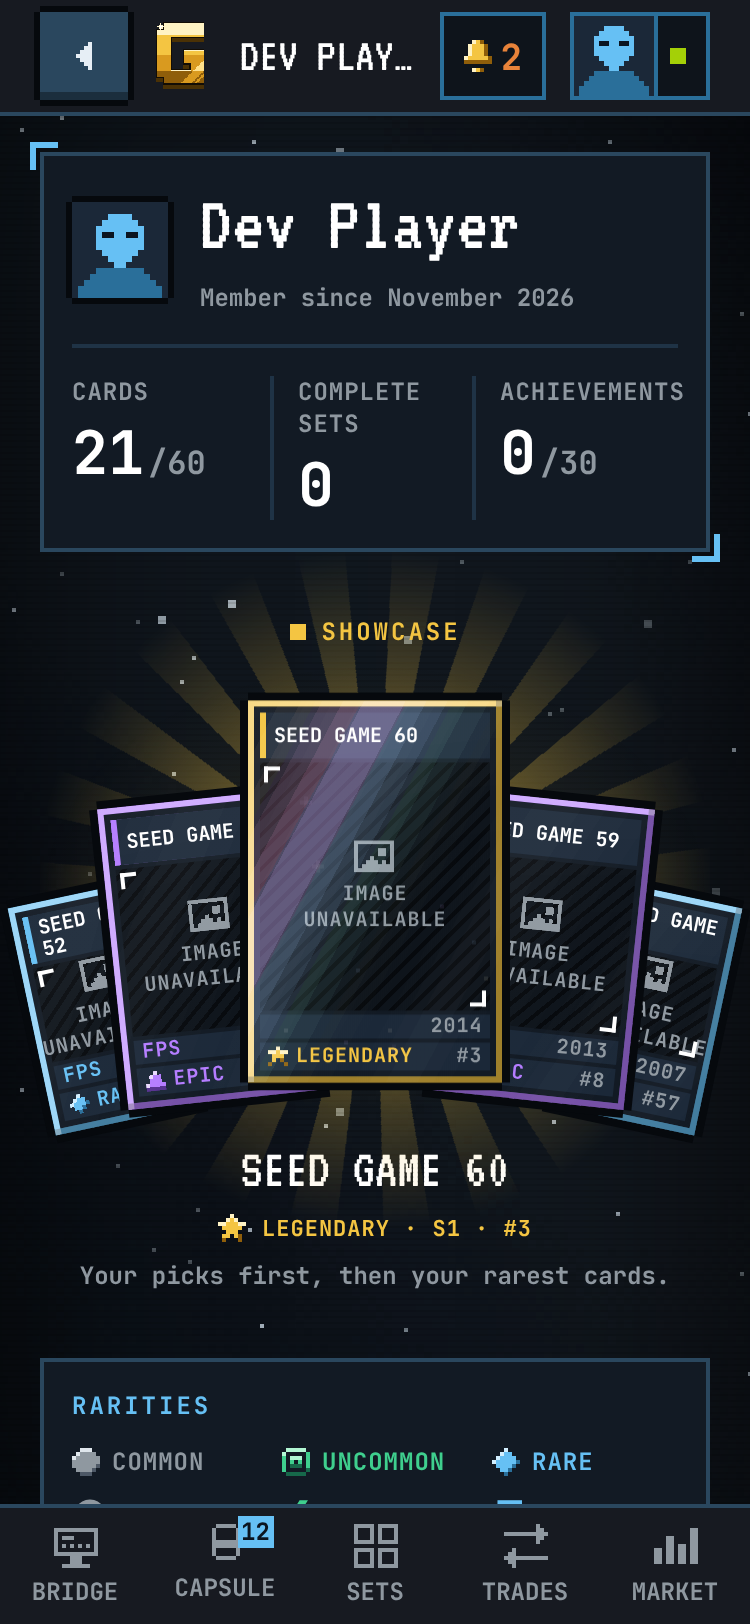 G
DEV PLAY…
2
Dev Player
Member since November 2026
CARDS
COMPLETE
SETS
ACHIEVEMENTS
21/60
0
0/30
SHOWCASE
SEED GAME 60
IMAGE
UNAVAILABLE
2014
LEGENDARY
#3
SEED GAME
IMAGE
FPS
EPIC
59
2013
#8
SEED
52
FPS
GAME
2007
#57
SEED GAME 60
LEGENDARY · S1 · #3
Your picks first, then your rarest cards.
RARITIES
COMMON
UNCOMMON
RARE
BRIDGE
12
CAPSULE
SETS
TRADES
MARKET